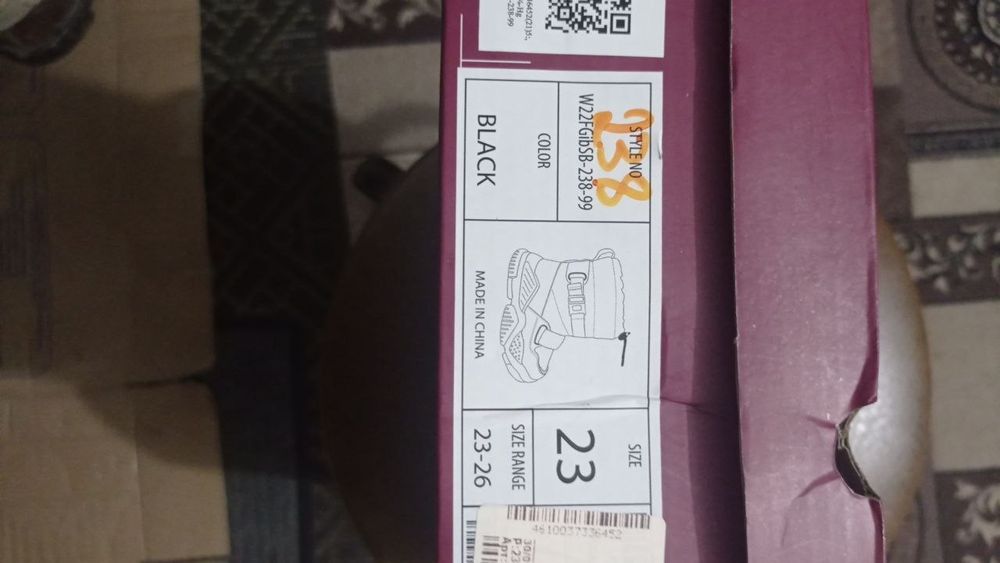 238
STYLE NO
W22FGibSB-238-99
COLOR
BLACK
MADE IN CHINA
SIZE
23
SIZE RANGE
23-26
4610037336452